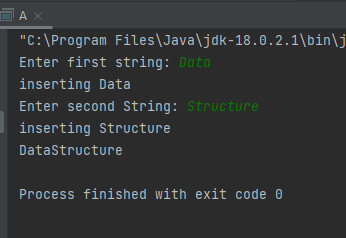 A
"C:\Program Files\Java\jdk-18.0.2.1\bin\j
Enter first string: Data
inserting Data
Enter second String: Structure
inserting Structure
DataStructure
Process finished with exit code 0